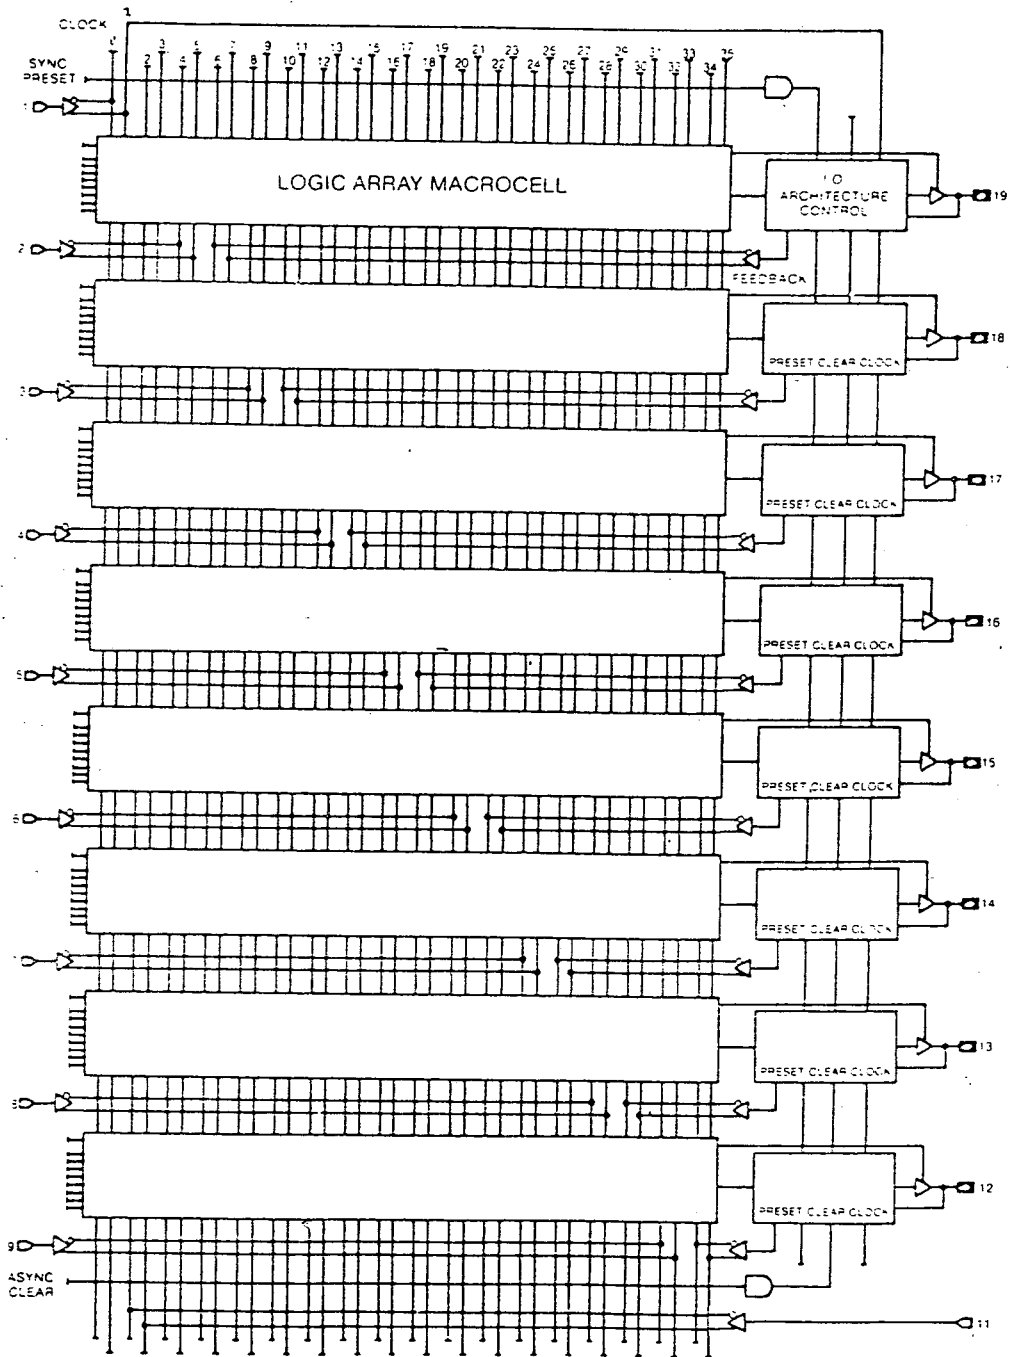 CLOCK 1
0 1 2 3 4 5 6 7 8 9 10 11 12 13 14 15 16 17 18 19 20 21 22 23 24 25 26 27 28 29 30 31 32 33 34 35
SYNC
PRESET
1
LOGIC ARRAY MACROCELL
I O
ARCHITECTURE
CONTROL
19
2
FEEDBACK
18
PRESET CLEAR CLOCK
3
17
PRESET CLEAR CLOCK
4
16
PRESET CLEAR CLOCK
5
15
PRESET CLEAR CLOCK
6
14
PRESET CLEAR CLOCK
13
PRESET CLEAR CLOCK
8
12
PRESET CLEAR CLOCK
9
ASYNC
CLEAR
11